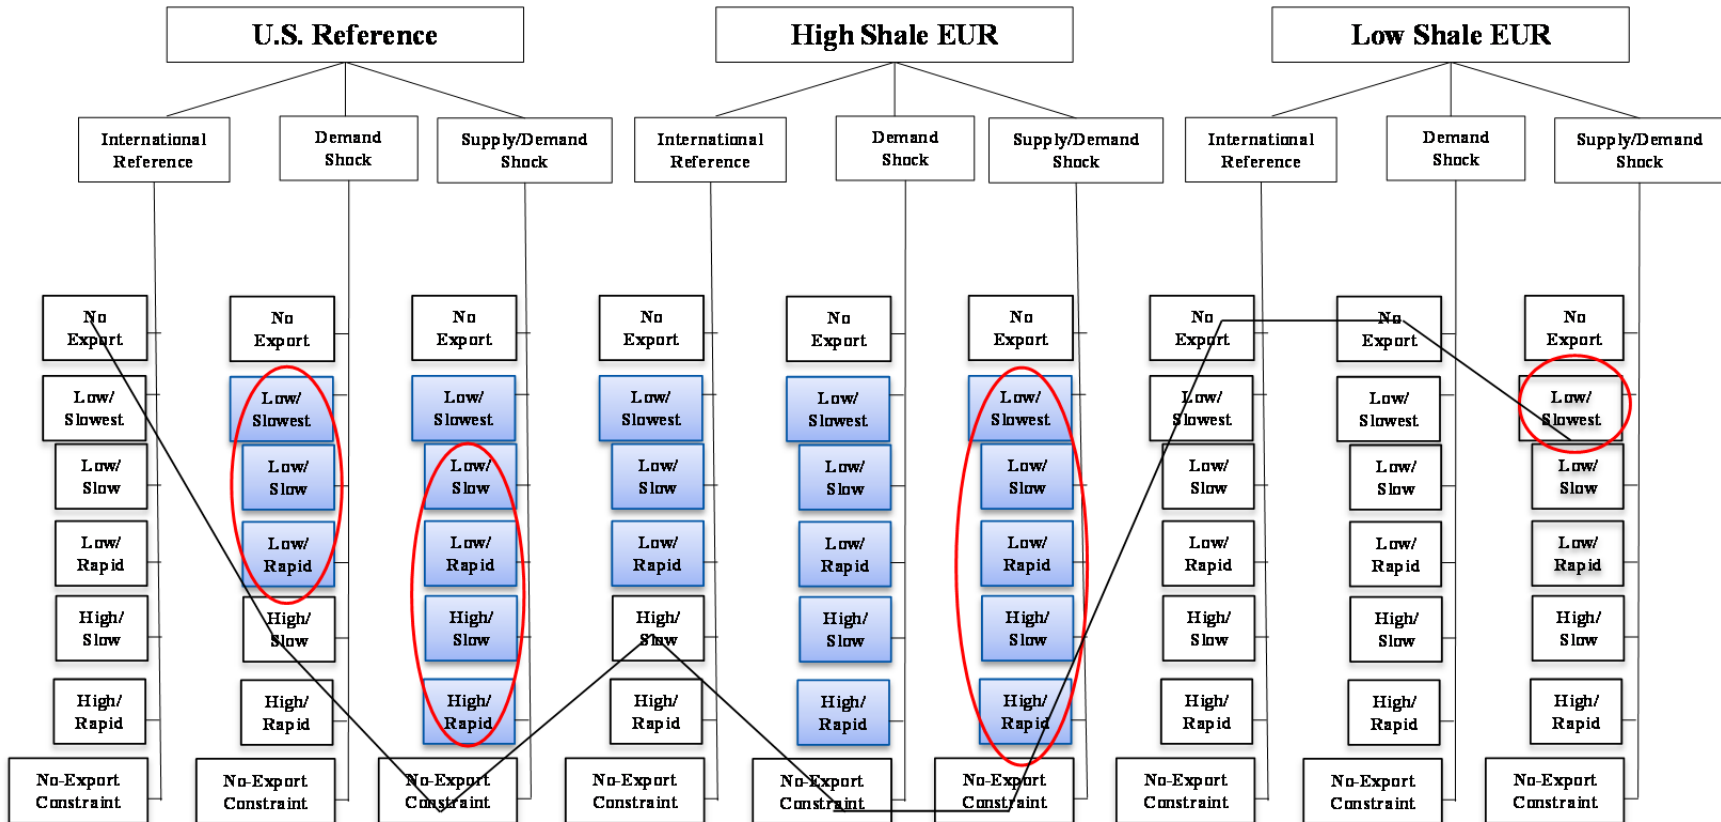 U.S. Reference
High Shale EUR
Low Shale EUR
International
Reference
Demand
Shock
Supply/Demand
Shock
International
Reference
Demand
Shock
Supply/Demand
Shock
International
Reference
Demand
Shock
Supply/Demand
Shock
No
Export
No
Export
No
Export
No
Export
No
Export
No
Export
No
Export
No
Export
No
Export
Low/
Slowest
Low/
Slowest
Low/
Slowest
Low/
Slowest
Low/
Slowest
Low/
Slowest
Low/
Slowest
Low/
Slowest
Low/
Slowest
Low/
Slow
Low/
Slow
Low/
Slow
Low/
Slow
Low/
Slow
Low/
Slow
Low/
Slow
Low/
Slow
Low/
Slow
Low/
Rapid
Low/
Rapid
Low/
Rapid
Low/
Rapid
Low/
Rapid
Low/
Rapid
Low/
Rapid
Low/
Rapid
Low/
Rapid
High/
Slow
High/
Slow
High/
Slow
High/
Slow
High/
Slow
High/
Slow
High/
Slow
High/
Slow
High/
Slow
High/
Rapid
High/
Rapid
High/
Rapid
High/
Rapid
High/
Rapid
High/
Rapid
High/
Rapid
High/
Rapid
High/
Rapid
No-Export
Constraint
No-Export
Constraint
No-Export
Constraint
No-Export
Constraint
No-Export
Constraint
No-Export
Constraint
No-Export
Constraint
No-Export
Constraint
No-Export
Constraint